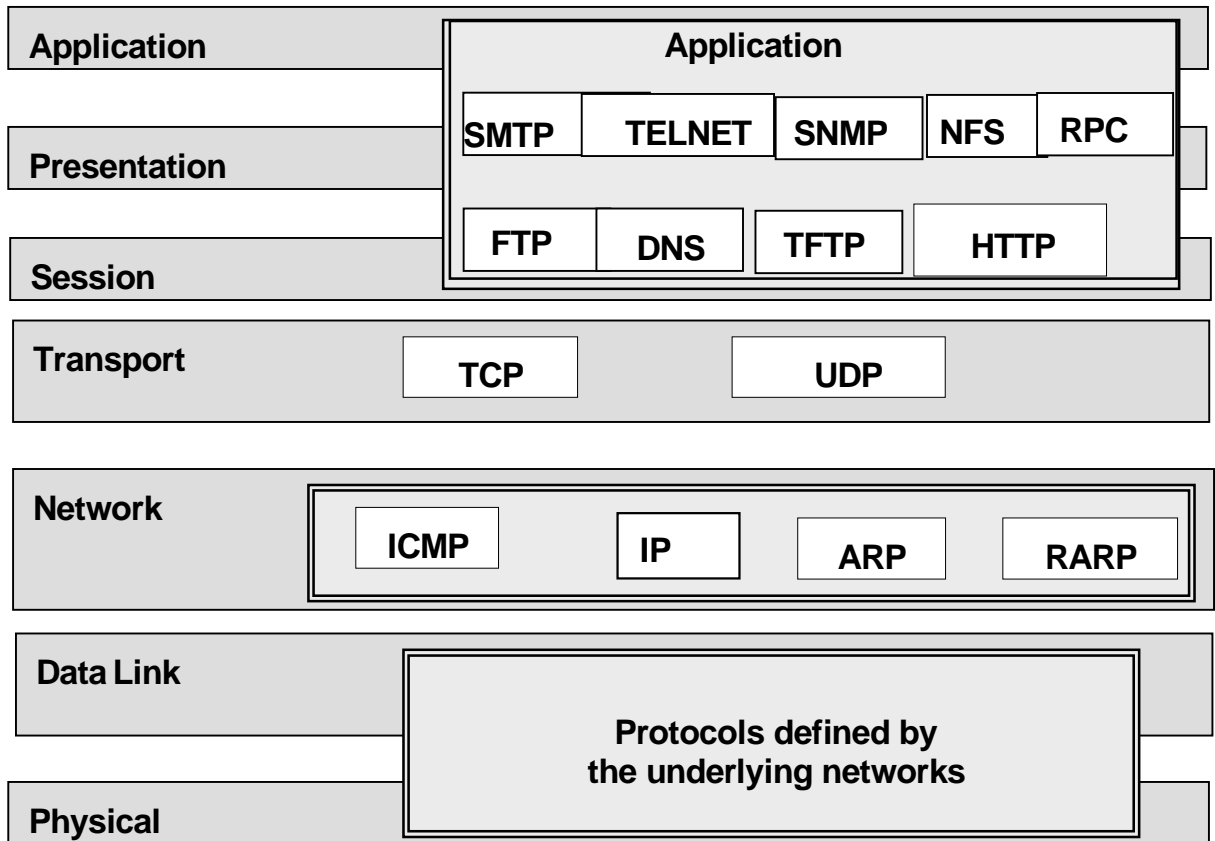 Application
Application
SMTP TELNET SNMP NFS RPC
Presentation
FTP DNS TFTP HTTP
Session
Transport
TCP UDP
Network
ICMP IP ARP RARP
Data Link
Protocols defined by
the underlying networks
Physical